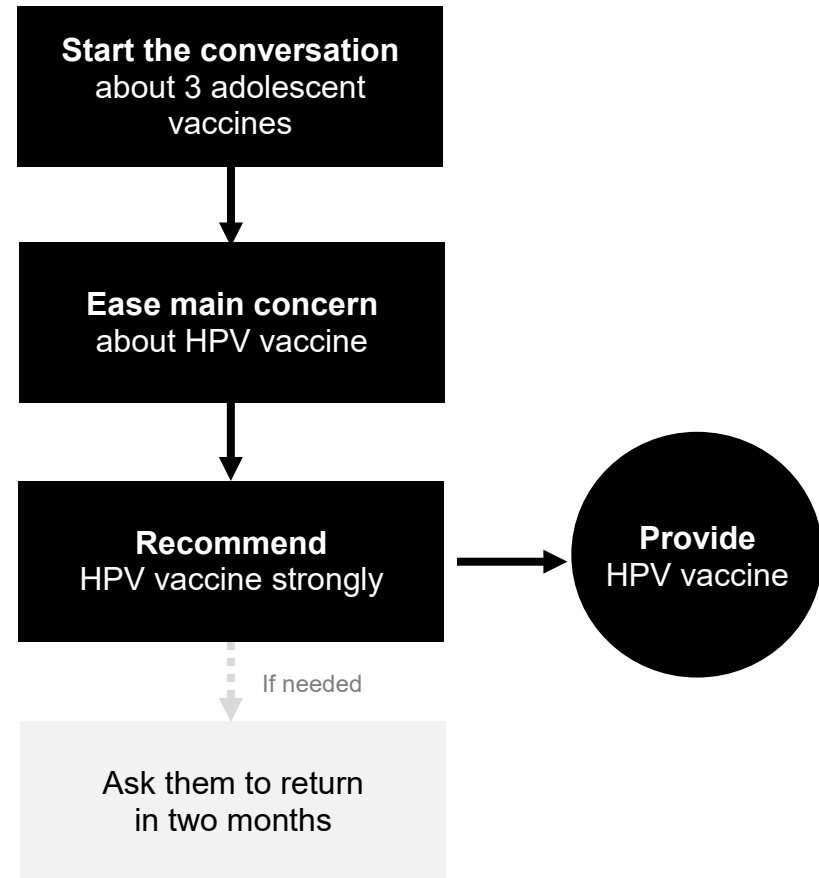 Start the conversation
about 3 adolescent
vaccines
Ease main concern
about HPV vaccine
Recommend
HPV vaccine strongly
Provide
HPV vaccine
If needed
Ask them to return
in two months